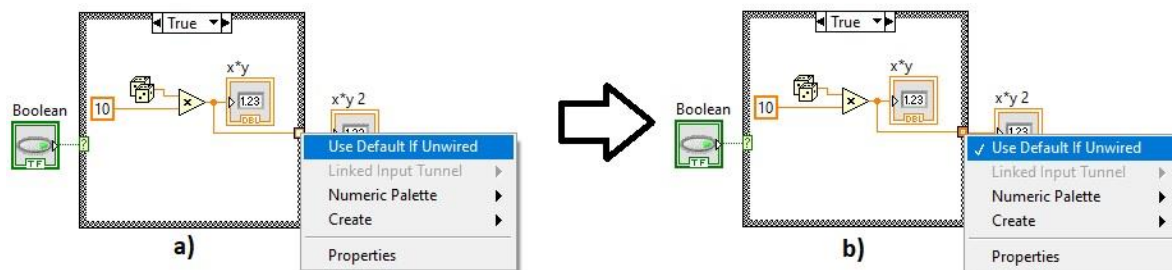 True
x*y
10
1.23
DBL
Boolean
TF
?
x*y 2
Use Default If Unwired
Linked Input Tunnel
Numeric Palette
Create
Properties
a)
True
x*y
10
1.23
DBL
Boolean
TF
?
x*y 2
✓ Use Default If Unwired
Linked Input Tunnel
Numeric Palette
Create
Properties
b)